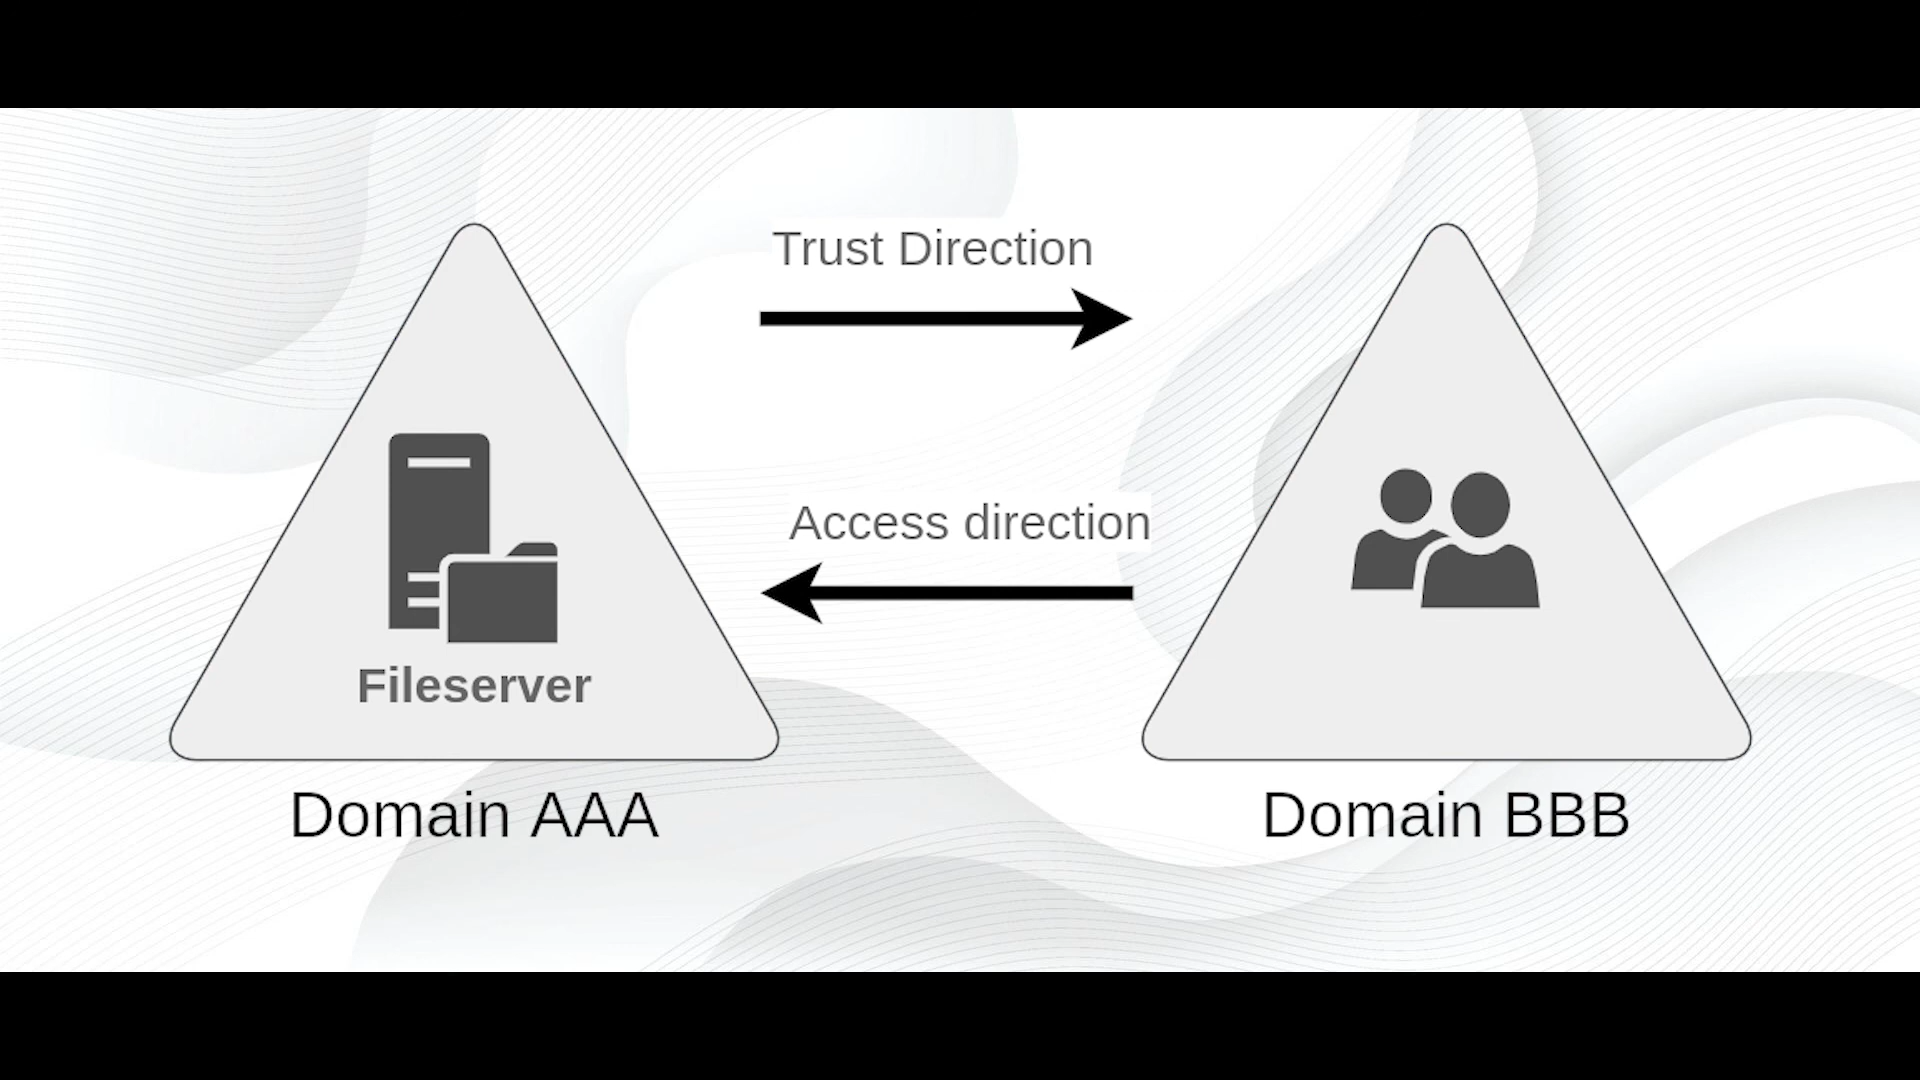 Trust Direction
Access direction
Fileserver
Domain AAA
Domain BBB